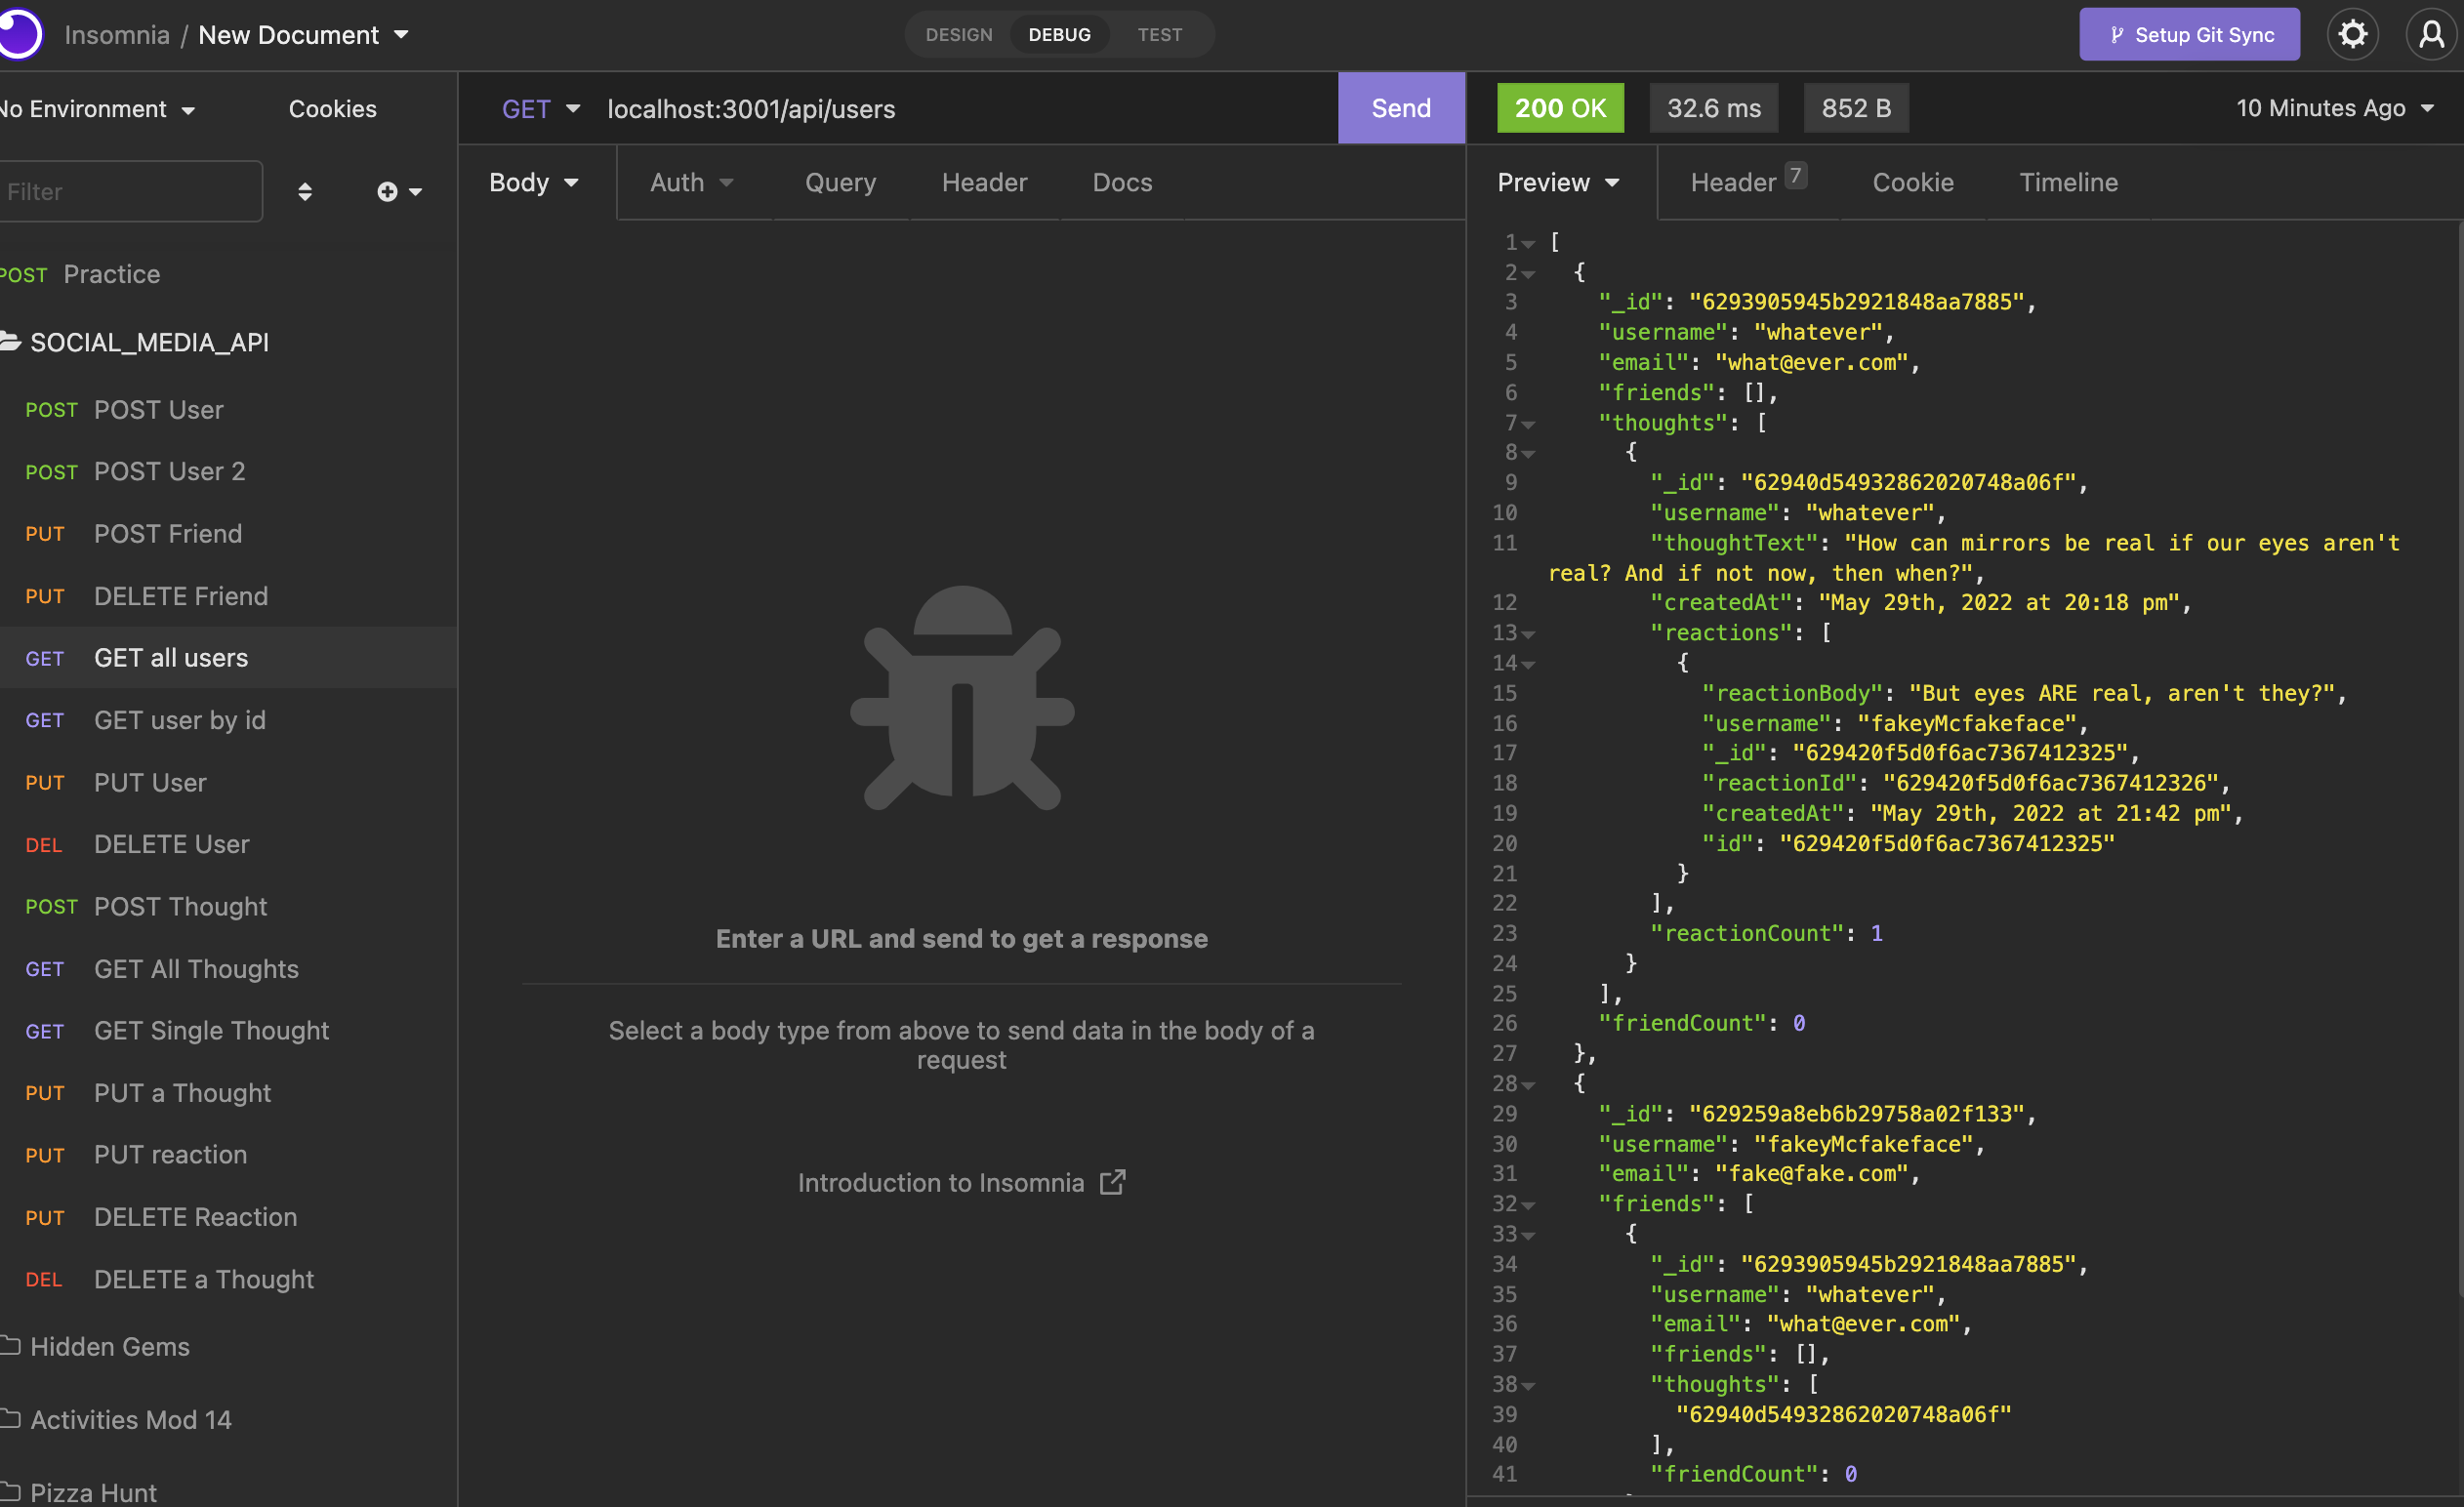 Insomnia / New Document
DESIGN DEBUG TEST
Setup Git Sync
No Environment
Cookies
Filter
POST Practice
SOCIAL_MEDIA_API
POST POST User
POST POST User 2
PUT POST Friend
PUT DELETE Friend
GET GET all users
GET GET user by id
PUT PUT User
DEL DELETE User
POST POST Thought
GET GET All Thoughts
GET GET Single Thought
PUT PUT a Thought
PUT PUT reaction
PUT DELETE Reaction
DEL DELETE a Thought
Hidden Gems
Activities Mod 14
Pizza Hunt
GET localhost:3001/api/users Send
Body Auth Query Header Docs
Enter a URL and send to get a response
Select a body type from above to send data in the body of a
request
Introduction to Insomnia
200 OK 32.6 ms 852 B 10 Minutes Ago
Preview Header 7 Cookie Timeline
1 [
2 {
3 "_id": "6293905945b2921848aa7885",
4 "username": "whatever",
5 "email": "what@ever.com",
6 "friends": [],
7 "thoughts": [
8 {
9 "_id": "62940d54932862020748a06f",
10 "username": "whatever",
11 "thoughtText": "How can mirrors be real if our eyes aren't
real? And if not now, then when?",
12 "createdAt": "May 29th, 2022 at 20:18 pm",
13 "reactions": [
14 {
15 "reactionBody": "But eyes ARE real, aren't they?",
16 "username": "fakeyMcfakeface",
17 "_id": "629420f5d0f6ac7367412325",
18 "reactionId": "629420f5d0f6ac7367412326",
19 "createdAt": "May 29th, 2022 at 21:42 pm",
20 "id": "629420f5d0f6ac7367412325"
21 }
22 ],
23 "reactionCount": 1
24 }
25 ],
26 "friendCount": 0
27 },
28 {
29 "_id": "629259a8eb6b29758a02f133",
30 "username": "fakeyMcfakeface",
31 "email": "fake@fake.com",
32 "friends": [
33 {
34 "_id": "6293905945b2921848aa7885",
35 "username": "whatever",
36 "email": "what@ever.com",
37 "friends": [],
38 "thoughts": [
39 "62940d54932862020748a06f"
40 ],
41 "friendCount": 0